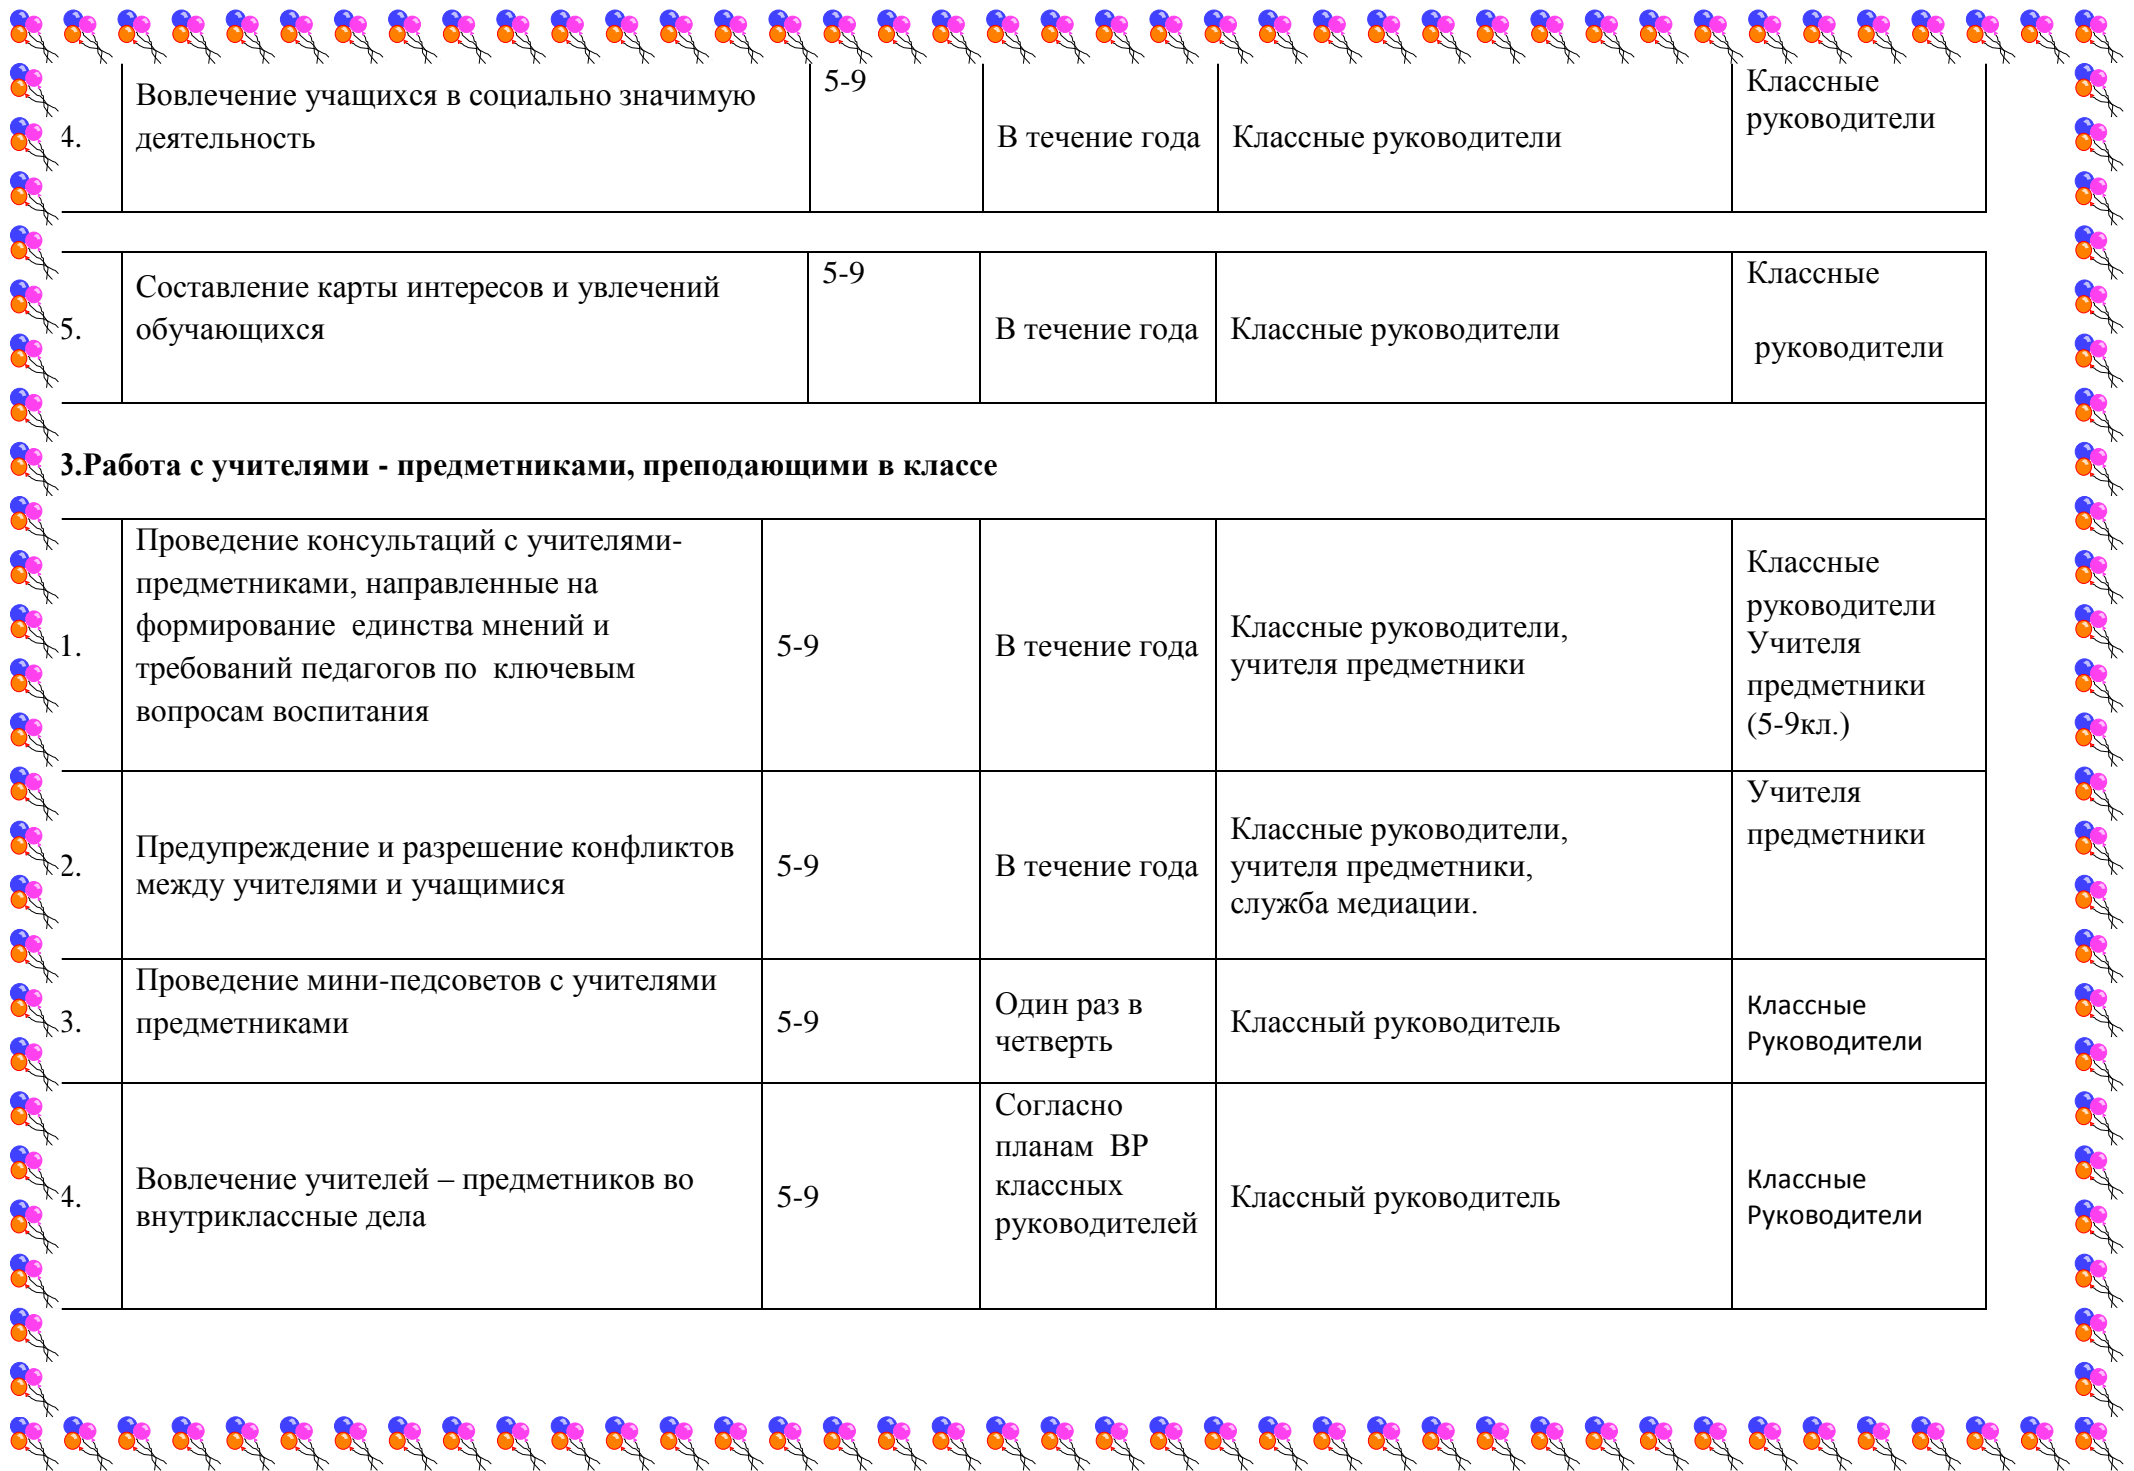 4.
Вовлечение учащихся в социально значимую
деятельность
5-9
В течение года
Классные руководители
Классные
руководители
5.
Составление карты интересов и увлечений
обучающихся
5-9
В течение года
Классные руководители
Классные
руководители
3.Работа с учителями - предметниками, преподающими в классе
1.
Проведение консультаций с учителями-
предметниками, направленные на
формирование  единства мнений и
требований педагогов по  ключевым
вопросам воспитания
5-9
В течение года
Классные руководители,
учителя предметники
Классные
руководители
Учителя
предметники
(5-9кл.)
2.
Предупреждение и разрешение конфликтов
между учителями и учащимися
5-9
В течение года
Классные руководители,
учителя предметники,
служба медиации.
Учителя
предметники
3.
Проведение мини-педсоветов с учителями
предметниками
5-9
Один раз в
четверть
Классный руководитель
Классные
Руководители
4.
Вовлечение учителей – предметников во
внутриклассные дела
5-9
Согласно
планам  ВР
классных
руководителей
Классный руководитель
Классные
Руководители